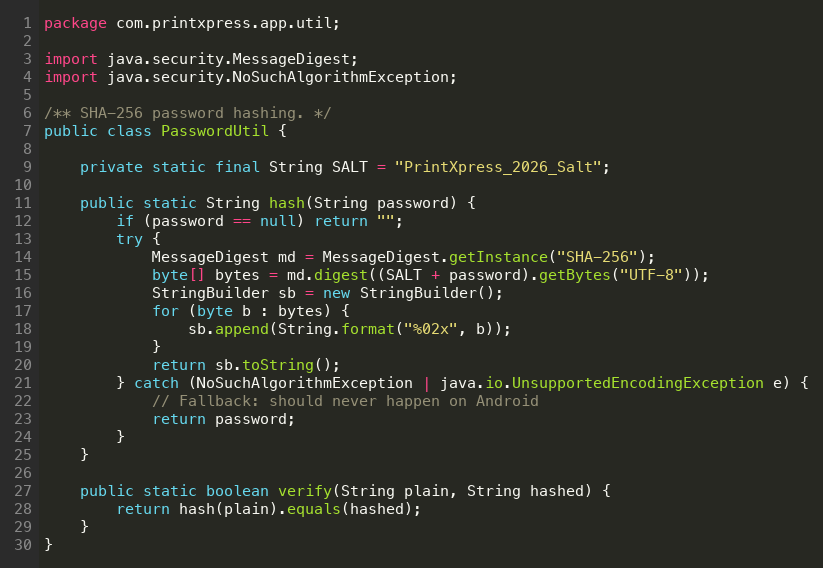 1 package com.printxpress.app.util;
2
3 import java.security.MessageDigest;
4 import java.security.NoSuchAlgorithmException;
5
6 /** SHA-256 password hashing. */
7 public class PasswordUtil {
8
9     private static final String SALT = "PrintXpress_2026_Salt";
10
11     public static String hash(String password) {
12         if (password == null) return "";
13         try {
14             MessageDigest md = MessageDigest.getInstance("SHA-256");
15             byte[] bytes = md.digest((SALT + password).getBytes("UTF-8"));
16             StringBuilder sb = new StringBuilder();
17             for (byte b : bytes) {
18                 sb.append(String.format("%02x", b));
19             }
20             return sb.toString();
21         } catch (NoSuchAlgorithmException | java.io.UnsupportedEncodingException e) {
22             // Fallback: should never happen on Android
23             return password;
24         }
25     }
26
27     public static boolean verify(String plain, String hashed) {
28         return hash(plain).equals(hashed);
29     }
30 }